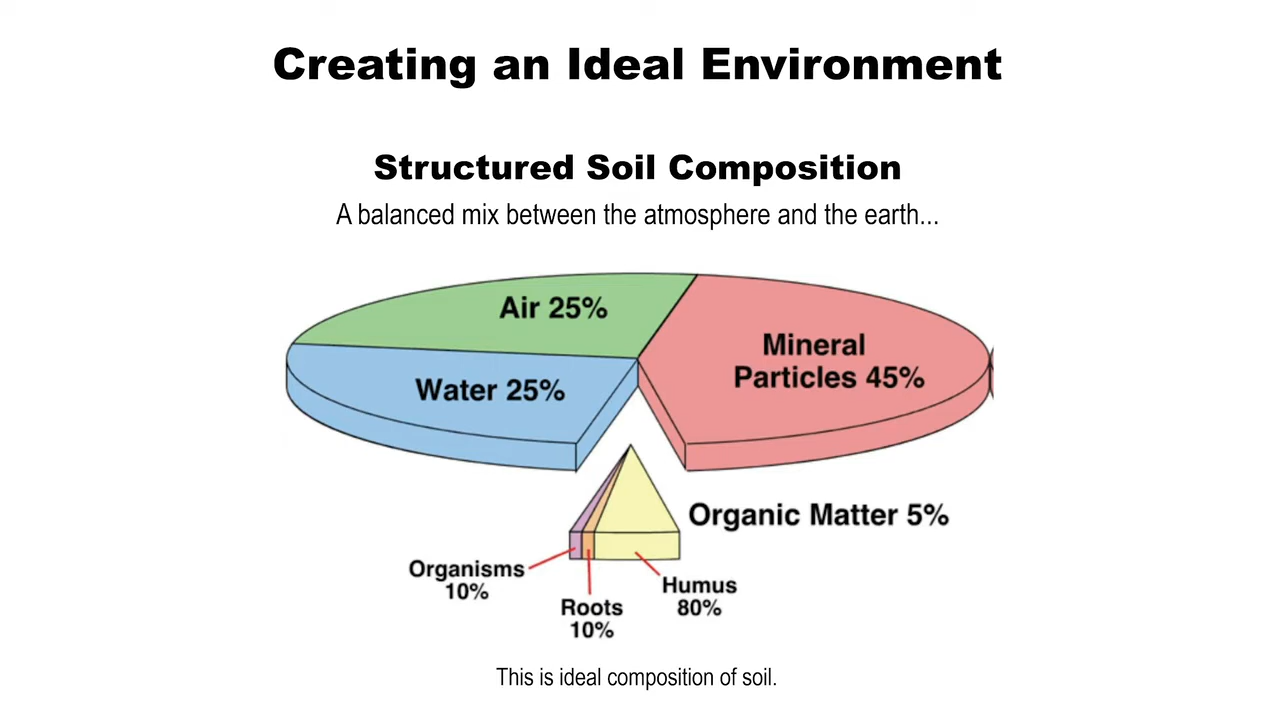 Creating an Ideal Environment
Structured Soil Composition
A balanced mix between the atmosphere and the earth...
Air 25%
Mineral
Particles 45%
Water 25%
Organic Matter 5%
Organisms
10%
Roots
10%
Humus
80%
This is ideal composition of soil.